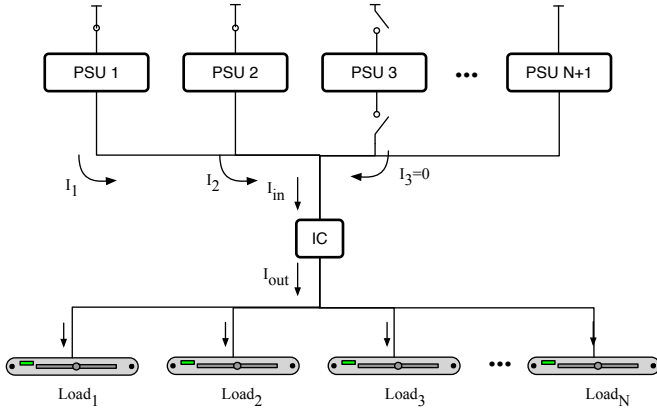 PSU 1
PSU 2
PSU 3
PSU N+1
I1
I2
Iin
I3=0
IC
Iout
Load1
Load2
Load3
LoadN